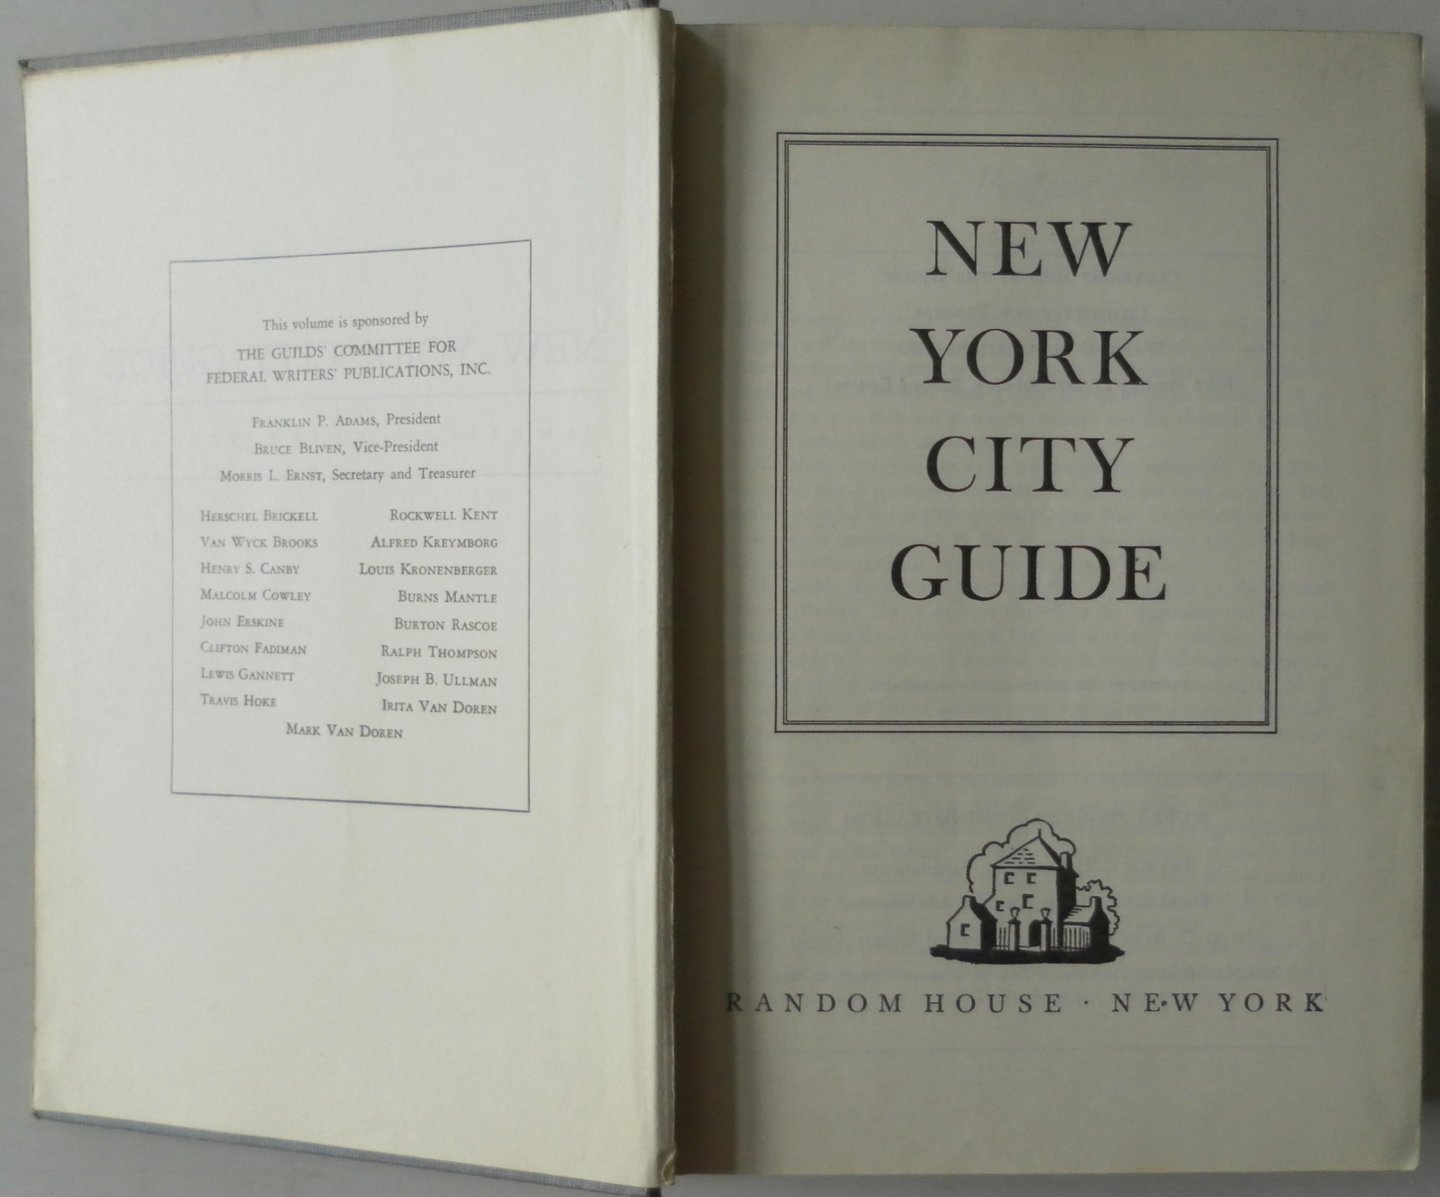 This volume is sponsored by
THE GUILDS' COMMITTEE FOR
FEDERAL WRITERS' PUBLICATIONS, INC.
FRANKLIN P. ADAMS, President
BRUCE BLIVEN, Vice-President
MORRIS L. ERNST, Secretary and Treasurer
HERSCHEL BRICKELL ROCKWELL KENT
VAN WYCK BROOKS ALFRED KREYMBORG
HENRY S. CANBY LOUIS KRONENBERGER
MALCOLM COWLEY BURNS MANTLE
JOHN ERSKINE BURTON RASCOE
CLIFTON FADIMAN RALPH THOMPSON
LEWIS GANNETT JOSEPH B. ULLMAN
TRAVIS HOKE IRITA VAN DOREN
MARK VAN DOREN
NEW
YORK
CITY
GUIDE
RANDOM HOUSE · NEW YORK